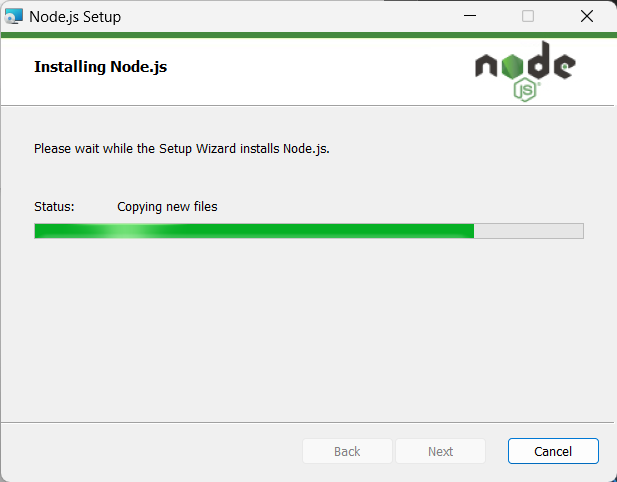 Node.js Setup
Installing Node.js
node
JS
Please wait while the Setup Wizard installs Node.js.
Status: Copying new files
Back Next Cancel